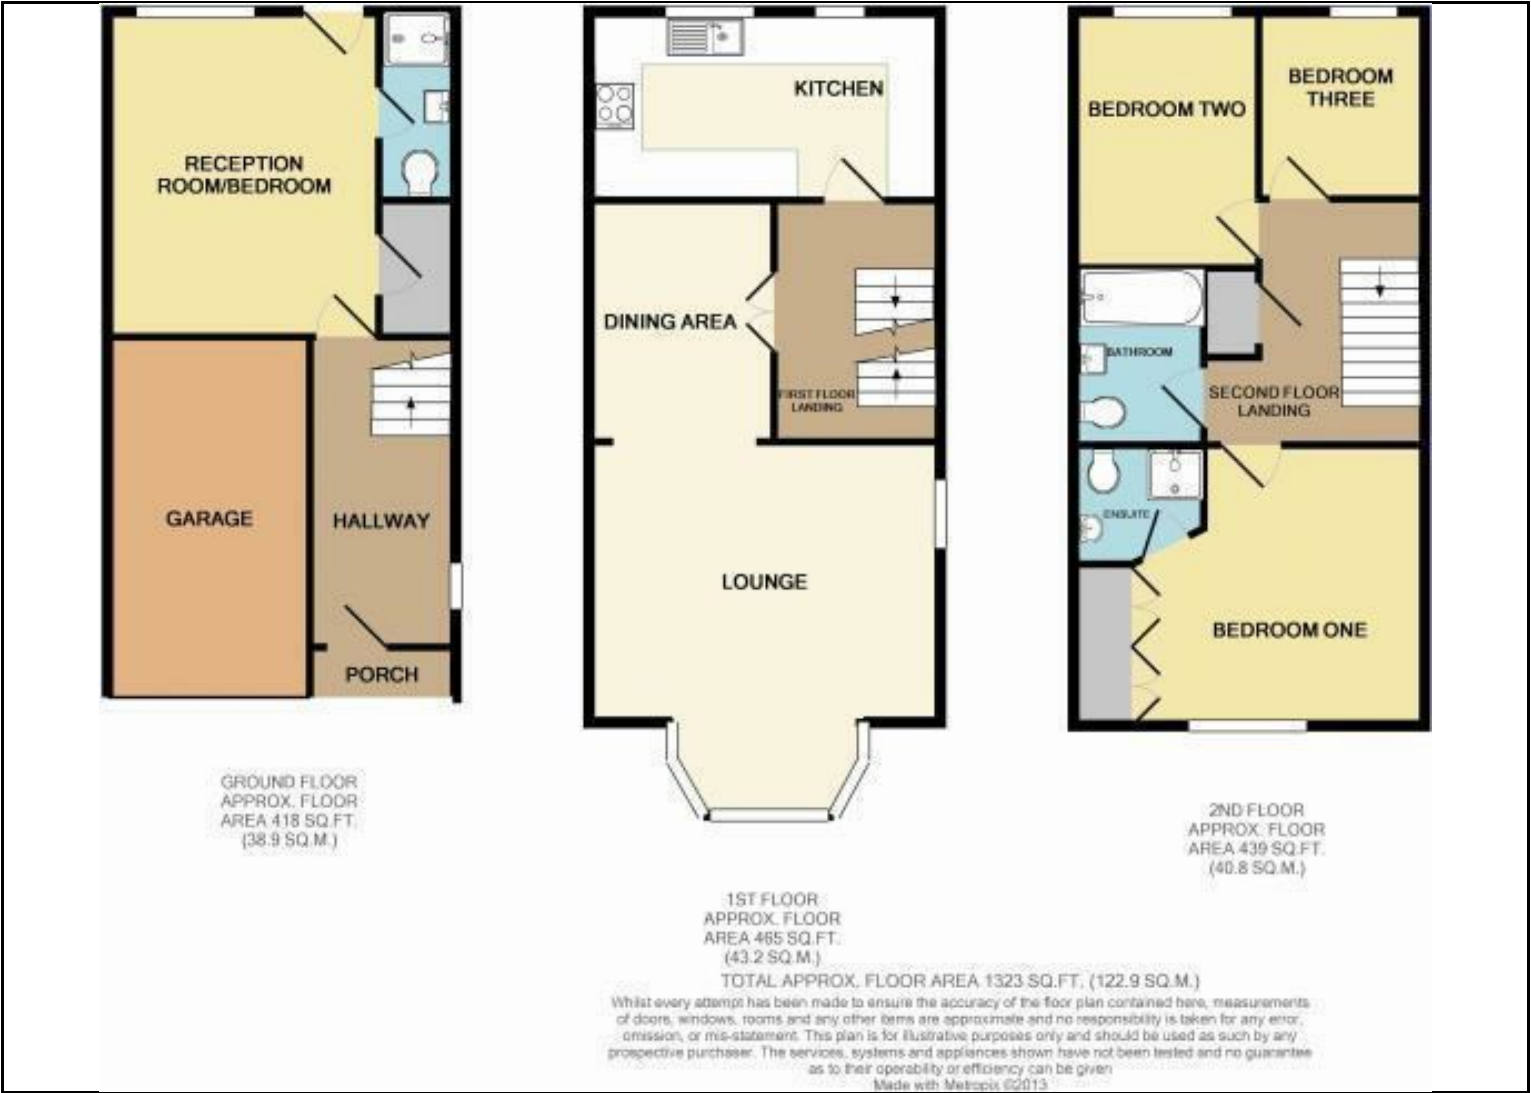 RECEPTION
ROOM/BEDROOM
GARAGE
HALLWAY
PORCH
GROUND FLOOR
APPROX. FLOOR
AREA 418 SQ.FT.
(38.9 SQ.M.)
KITCHEN
DINING AREA
FIRST FLOOR
LANDING
LOUNGE
1ST FLOOR
APPROX. FLOOR
AREA 465 SQ.FT.
(43.2 SQ.M.)
BEDROOM TWO
BEDROOM
THREE
BATHROOM
SECOND FLOOR
LANDING
ENSUITE
BEDROOM ONE
2ND FLOOR
APPROX. FLOOR
AREA 439 SQ.FT.
(40.8 SQ.M.)
TOTAL APPROX. FLOOR AREA 1323 SQ.FT. (122.9 SQ.M.)
Whilst every attempt has been made to ensure the accuracy of the floor plan contained here, measurements
of doors, windows, rooms and any other items are approximate and no responsibility is taken for any error,
omission, or mis-statement. This plan is for illustrative purposes only and should be used as such by any
prospective purchaser. The services, systems and appliances shown have not been tested and no guarantee
as to their operability or efficiency can be given
Made with Metropix ©2013